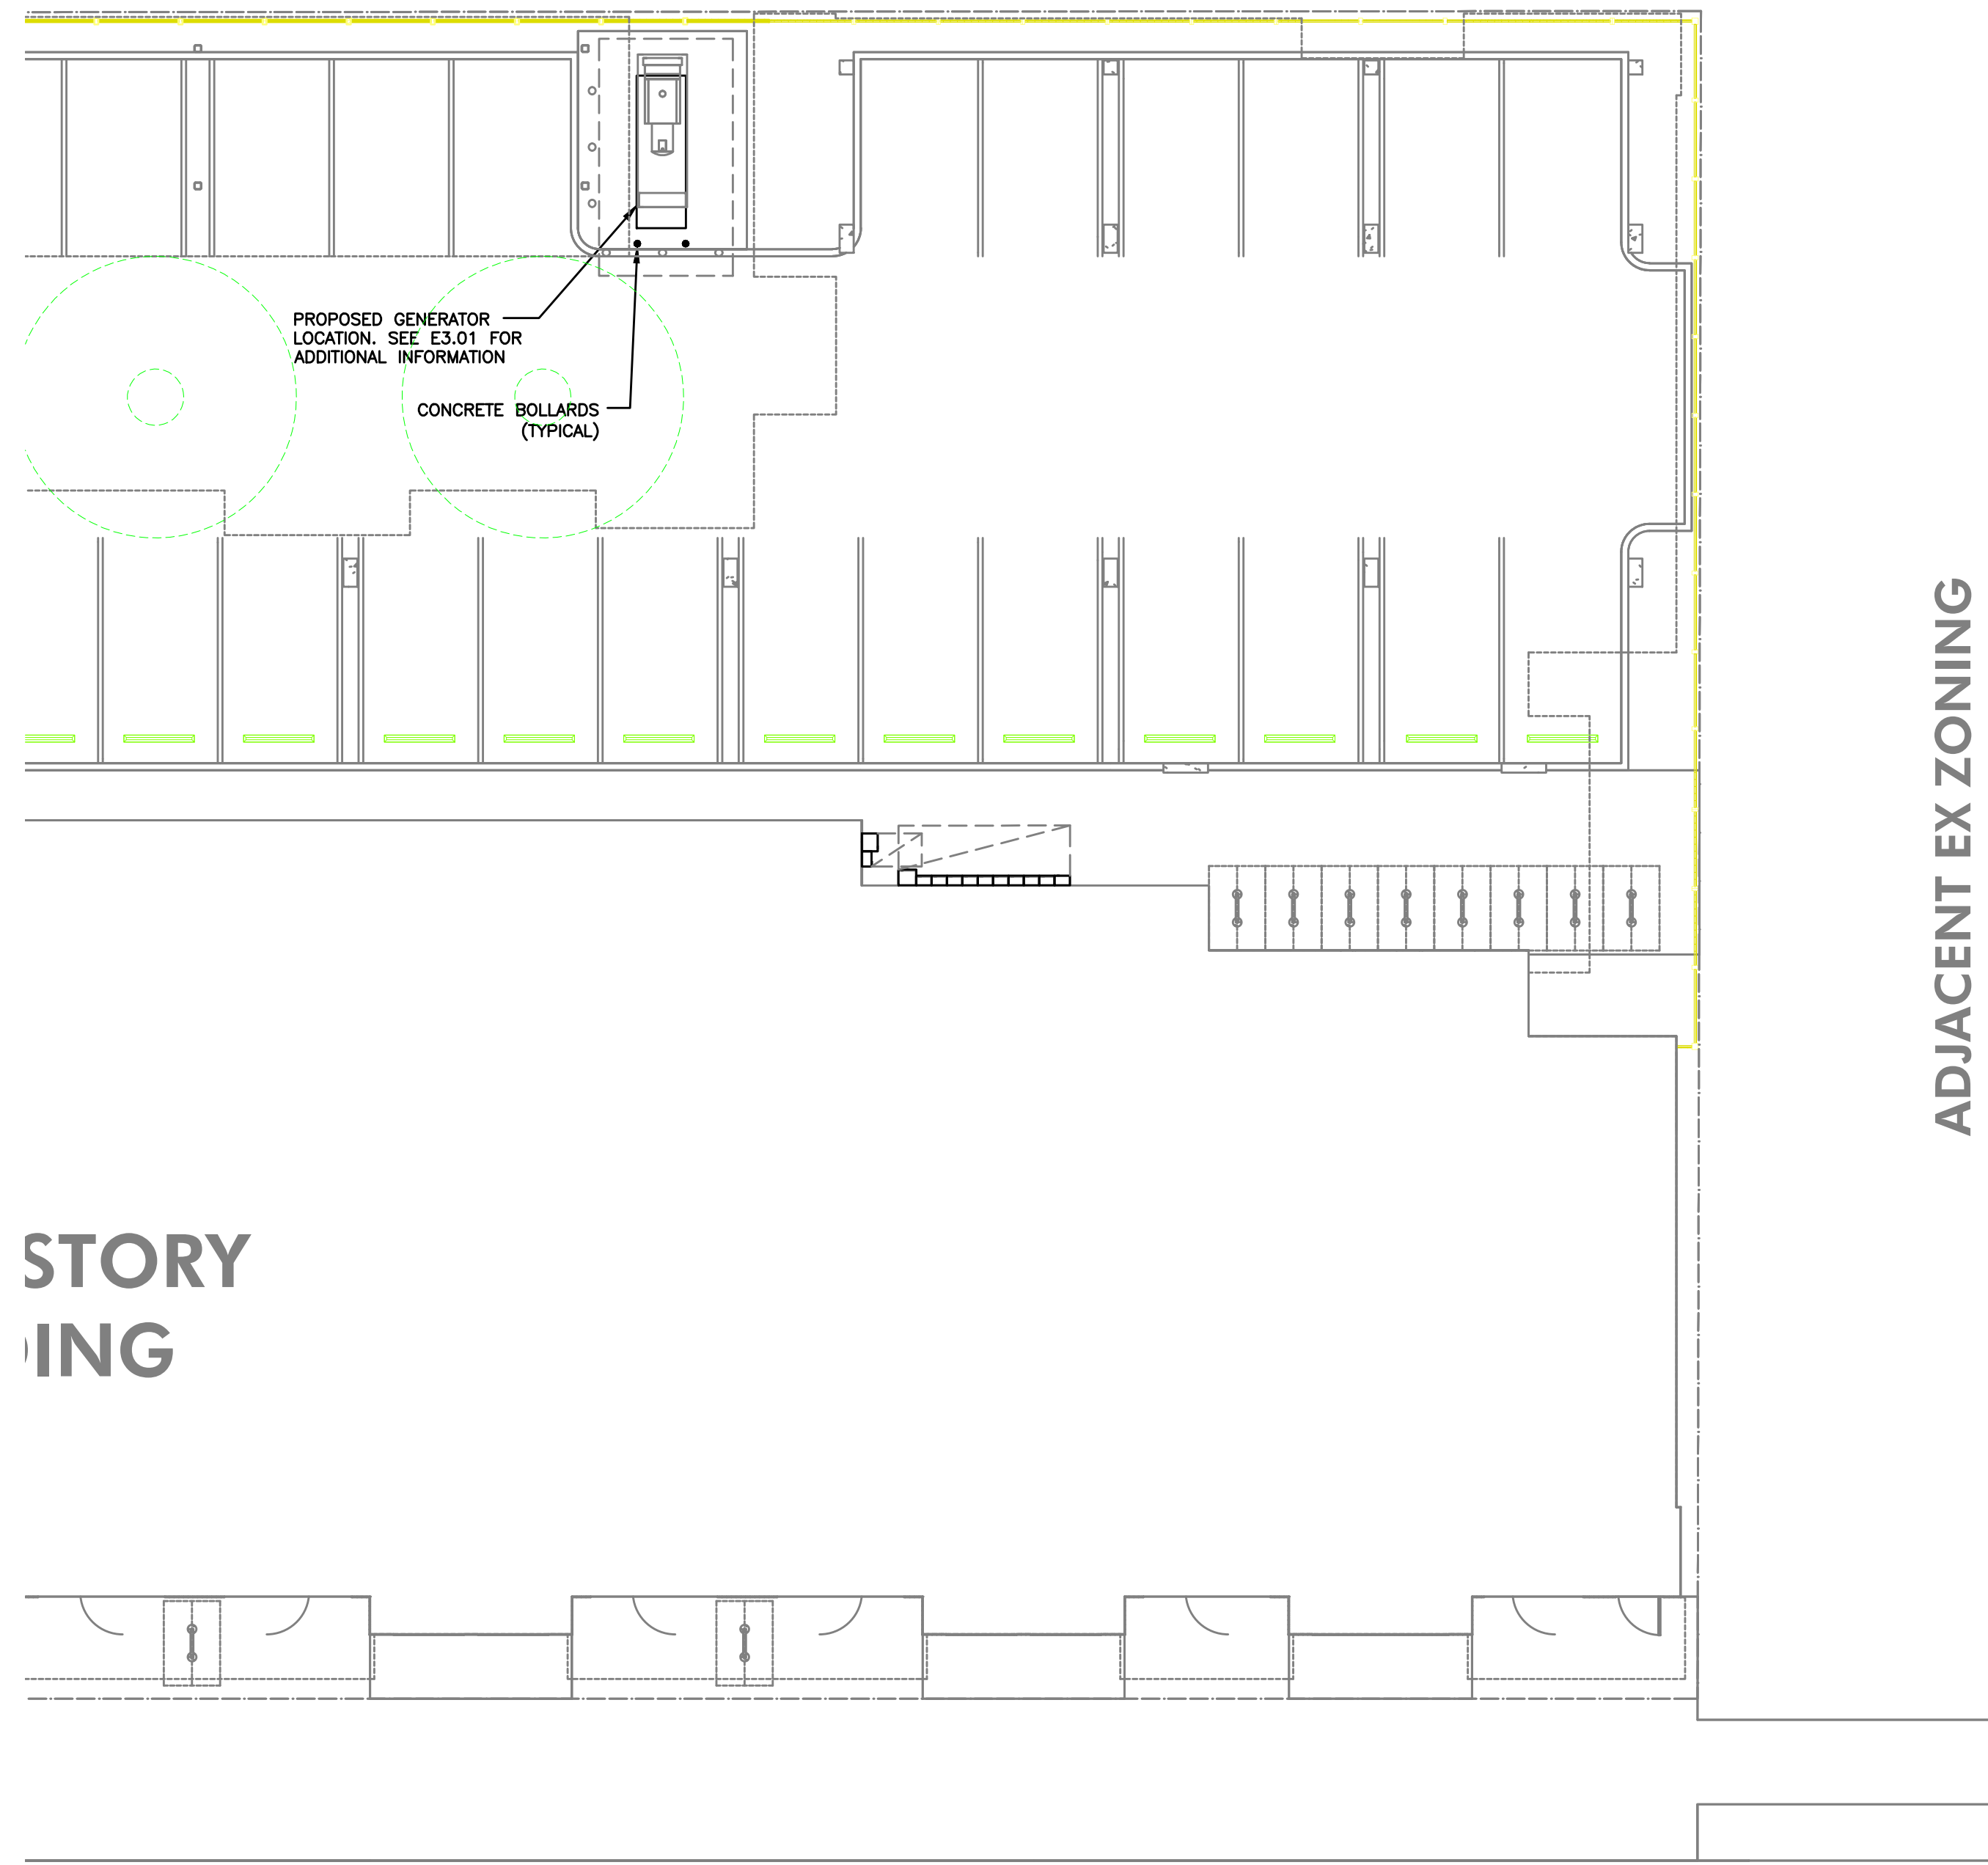 PROPOSED GENERATOR
LOCATION. SEE E3.01 FOR
ADDITIONAL INFORMATION
CONCRETE BOLLARDS
(TYPICAL)
ADJACENT EX ZONING
STORY
ING